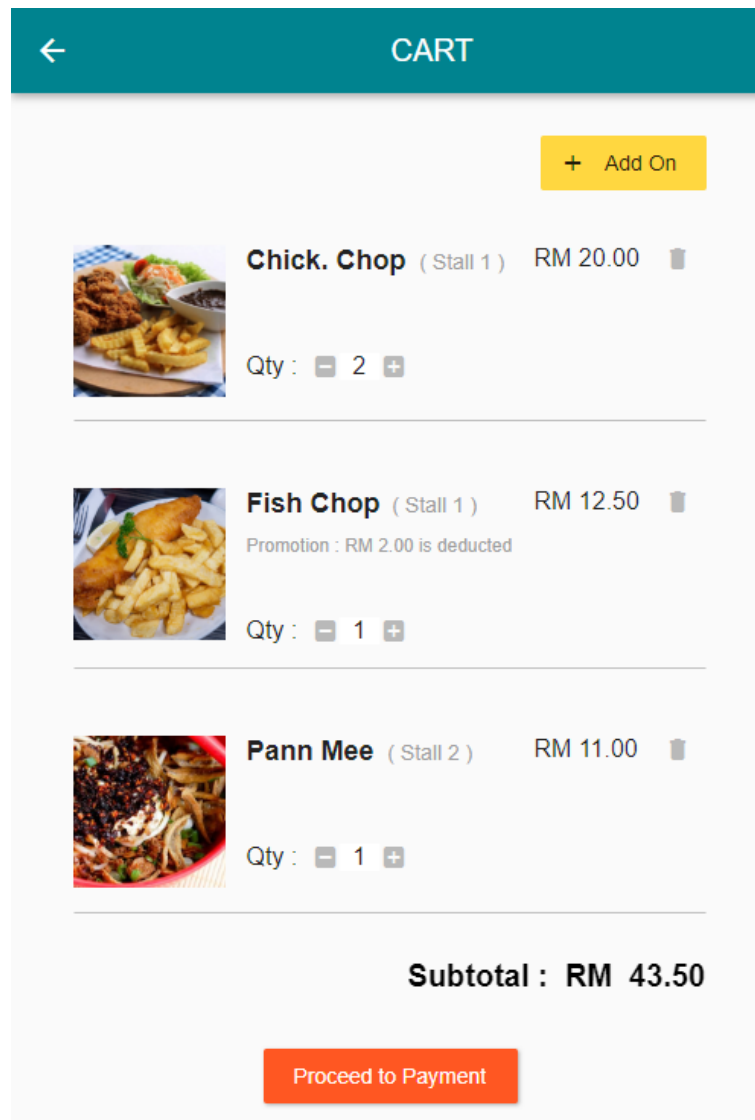 CART
+ Add On
Chick. Chop ( Stall 1 ) RM 20.00
Qty : 2
Fish Chop ( Stall 1 ) RM 12.50
Promotion : RM 2.00 is deducted
Qty : 1
Pann Mee ( Stall 2 ) RM 11.00
Qty : 1
Subtotal : RM 43.50
Proceed to Payment